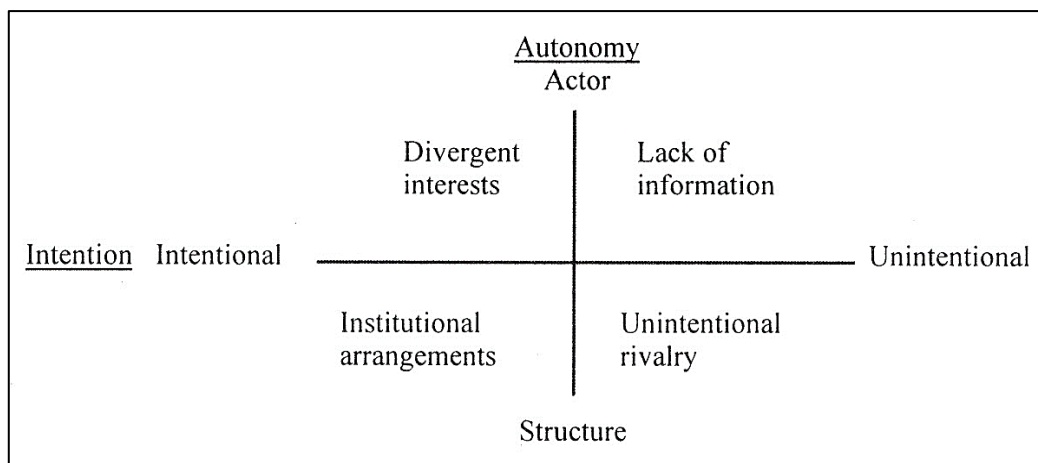 Autonomy
Actor
Divergent
interests
Lack of
information
Intention Intentional
Unintentional
Institutional
arrangements
Unintentional
rivalry
Structure